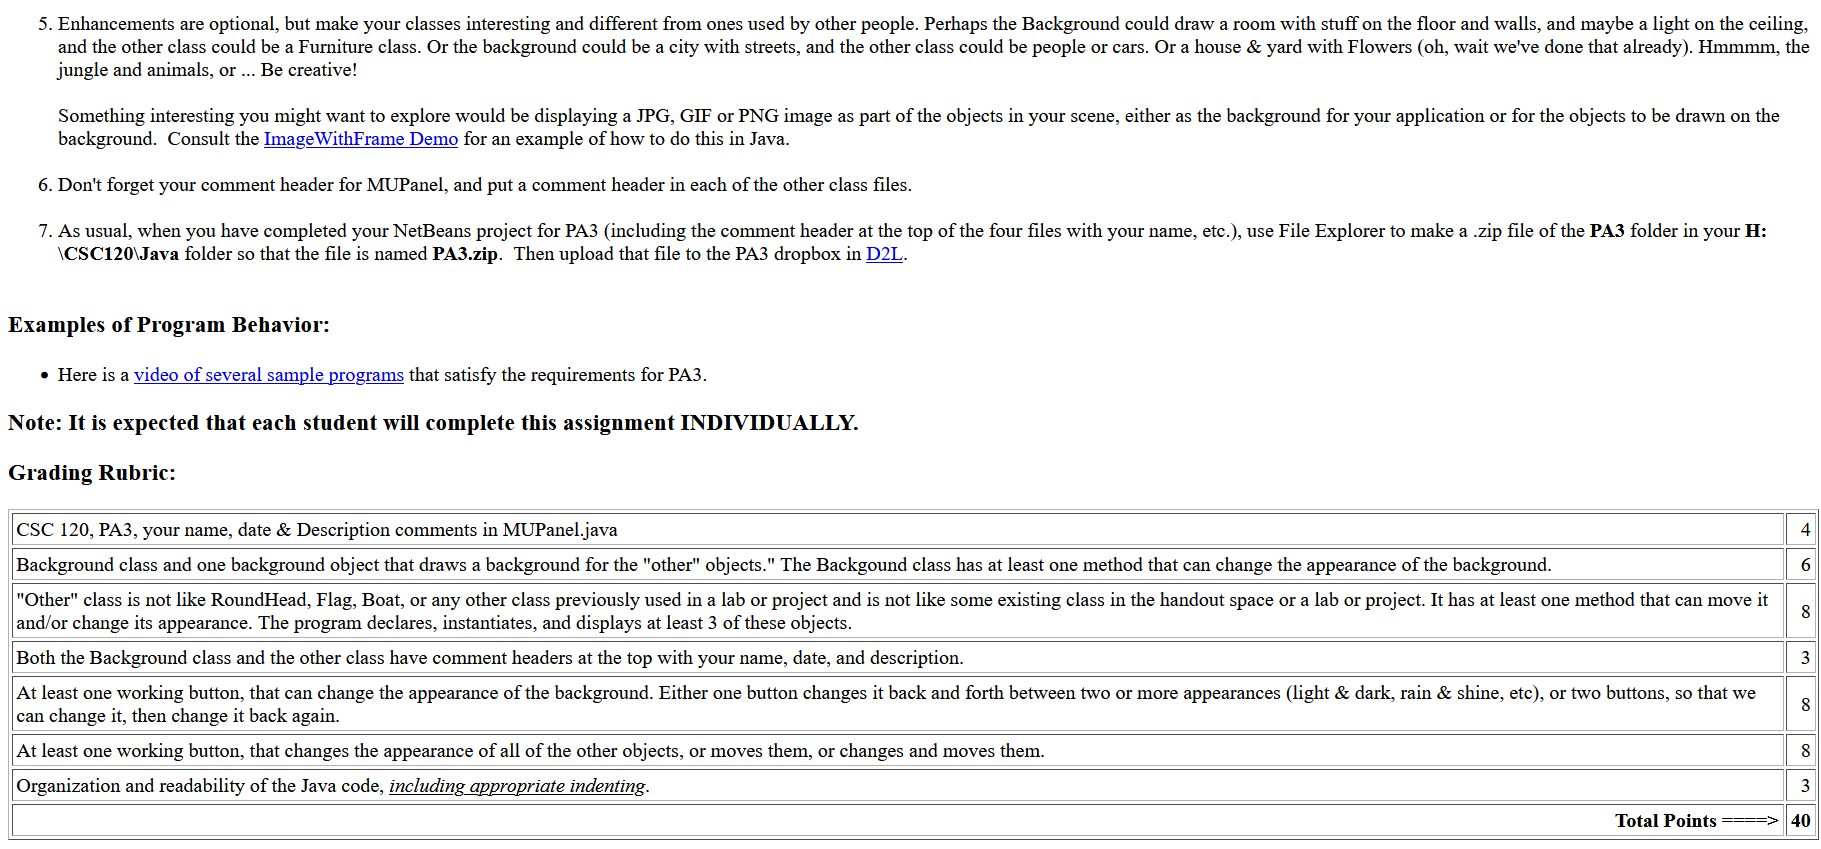 5. Enhancements are optional, but make your classes interesting and different from ones used by other people. Perhaps the Background could draw a room with stuff on the floor and walls, and maybe a light on the ceiling,
and the other class could be a Furniture class. Or the background could be a city with streets, and the other class could be people or cars. Or a house & yard with Flowers (oh, wait we've done that already). Hmmmm, the
jungle and animals, or ... Be creative!
Something interesting you might want to explore would be displaying a JPG, GIF or PNG image as part of the objects in your scene, either as the background for your application or for the objects to be drawn on the
background. Consult the ImageWithFrame Demo for an example of how to do this in Java.
6. Don't forget your comment header for MUPanel, and put a comment header in each of the other class files.
7. As usual, when you have completed your NetBeans project for PA3 (including the comment header at the top of the four files with your name, etc.), use File Explorer to make a .zip file of the PA3 folder in your H:
\CSC120\Java folder so that the file is named PA3.zip. Then upload that file to the PA3 dropbox in D2L.
Examples of Program Behavior:
• Here is a video of several sample programs that satisfy the requirements for PA3.
Note: It is expected that each student will complete this assignment INDIVIDUALLY.
Grading Rubric:
CSC 120, PA3, your name, date & Description comments in MUPanel.java 4
Background class and one background object that draws a background for the "other" objects." The Backgound class has at least one method that can change the appearance of the background. 6
"Other" class is not like RoundHead, Flag, Boat, or any other class previously used in a lab or project and is not like some existing class in the handout space or a lab or project. It has at least one method that can move it
and/or change its appearance. The program declares, instantiates, and displays at least 3 of these objects. 8
Both the Background class and the other class have comment headers at the top with your name, date, and description. 3
At least one working button, that can change the appearance of the background. Either one button changes it back and forth between two or more appearances (light & dark, rain & shine, etc), or two buttons, so that we
can change it, then change it back again. 8
At least one working button, that changes the appearance of all of the other objects, or moves them, or changes and moves them. 8
Organization and readability of the Java code, including appropriate indenting. 3
Total Points ====> 40